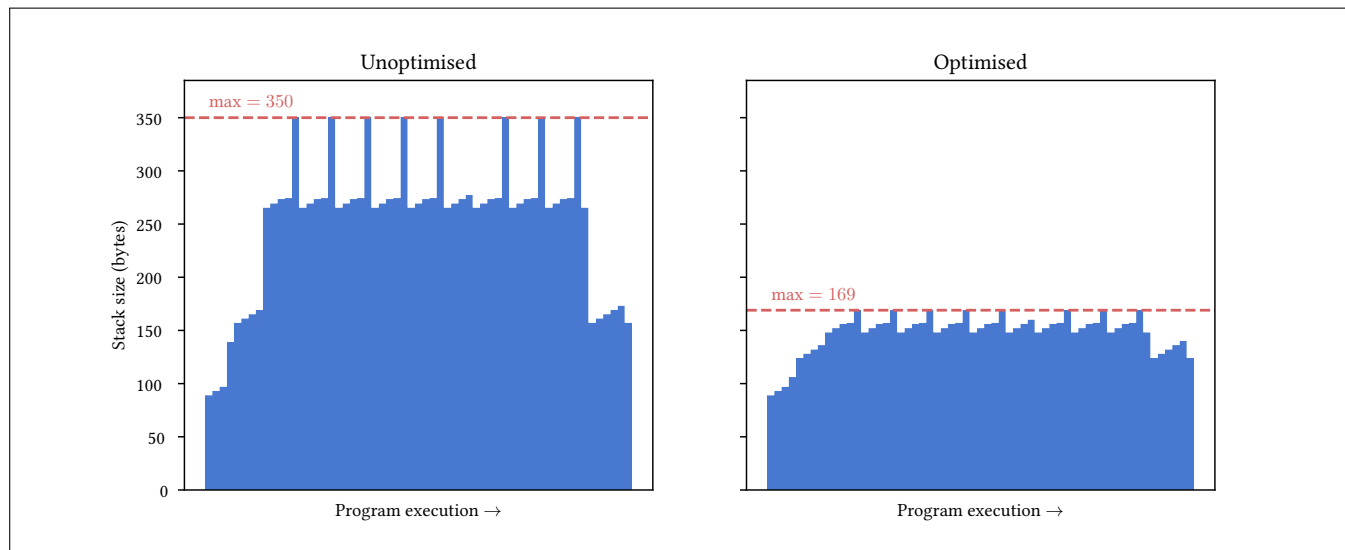 Unoptimised
max = 350
350
300
250
200
150
100
50
0
Stack size (bytes)
Program execution →
Optimised
max = 169
Program execution →